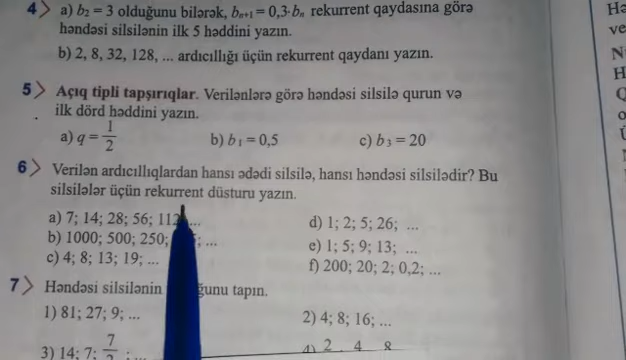 4> a) b₂ = 3 olduğunu bilərək, bₙ₊₁ = 0,3·bₙ rekurrent qaydasına görə
həndəsi silsilənin ilk 5 həddini yazın.
b) 2, 8, 32, 128, ... ardıcıllığı üçün rekurrent qaydanı yazın.
5> Açıq tipli tapşırıqlar. Verilənlərə görə həndəsi silsilə qurun və
ilk dörd həddini yazın.
a) q = 1/2 b) b₁ = 0,5 c) b₃ = 20
6> Verilən ardıcıllıqlardan hansı ədədi silsilə, hansı həndəsi silsilədir? Bu
silsilələr üçün rekurrent düsturu yazın.
a) 7; 14; 28; 56; 112 ...
b) 1000; 500; 250; ...
c) 4; 8; 13; 19; ...
d) 1; 2; 5; 26; ...
e) 1; 5; 9; 13; ...
f) 200; 20; 2; 0,2; ...
7> Həndəsi silsilənin ğunu tapın.
1) 81; 27; 9; ...
2) 4; 8; 16; ...
3) 14; 7; 7 ; ...
2 4 8
Hə
ve
N
H
Q